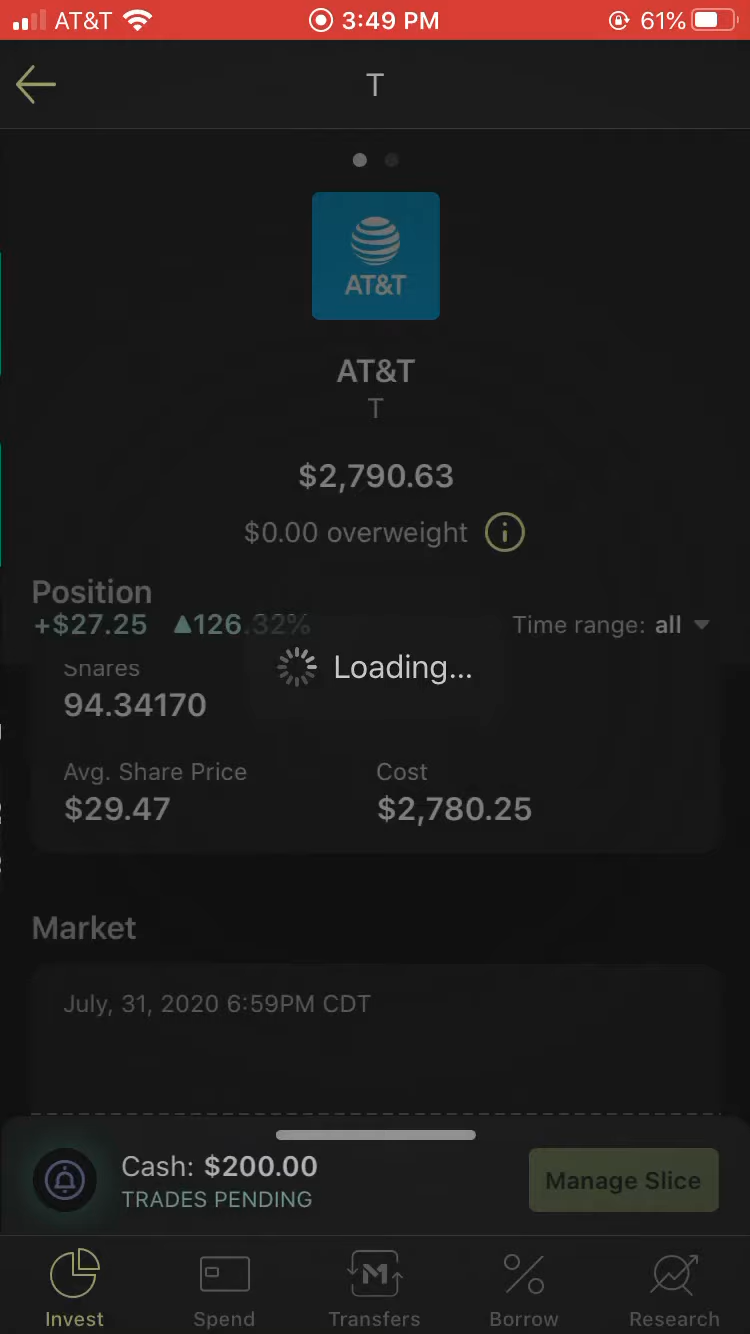 AT&T 3:49 PM 61%
T
AT&T
AT&T
T
$2,790.63
$0.00 overweight
Position
+$27.25 ▲126.32% Time range: all
Shares
94.34170
Avg. Share Price Cost
$29.47 $2,780.25
Market
July, 31, 2020 6:59PM CDT
Loading...
Cash: $200.00
TRADES PENDING
Manage Slice
Invest Spend Transfers Borrow Research